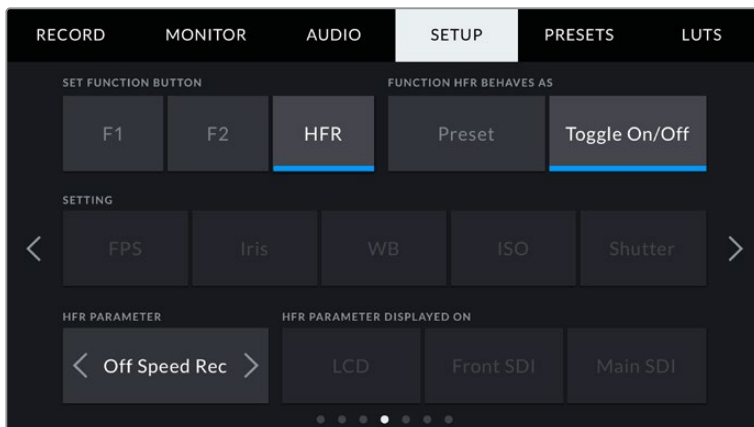 RECORD MONITOR AUDIO SETUP PRESETS LUTS
SET FUNCTION BUTTON FUNCTION HFR BEHAVES AS
F1 F2 HFR Preset Toggle On/Off
SETTING
FPS Iris WB ISO Shutter
HFR PARAMETER HFR PARAMETER DISPLAYED ON
Off Speed Rec LCD Front SDI Main SDI